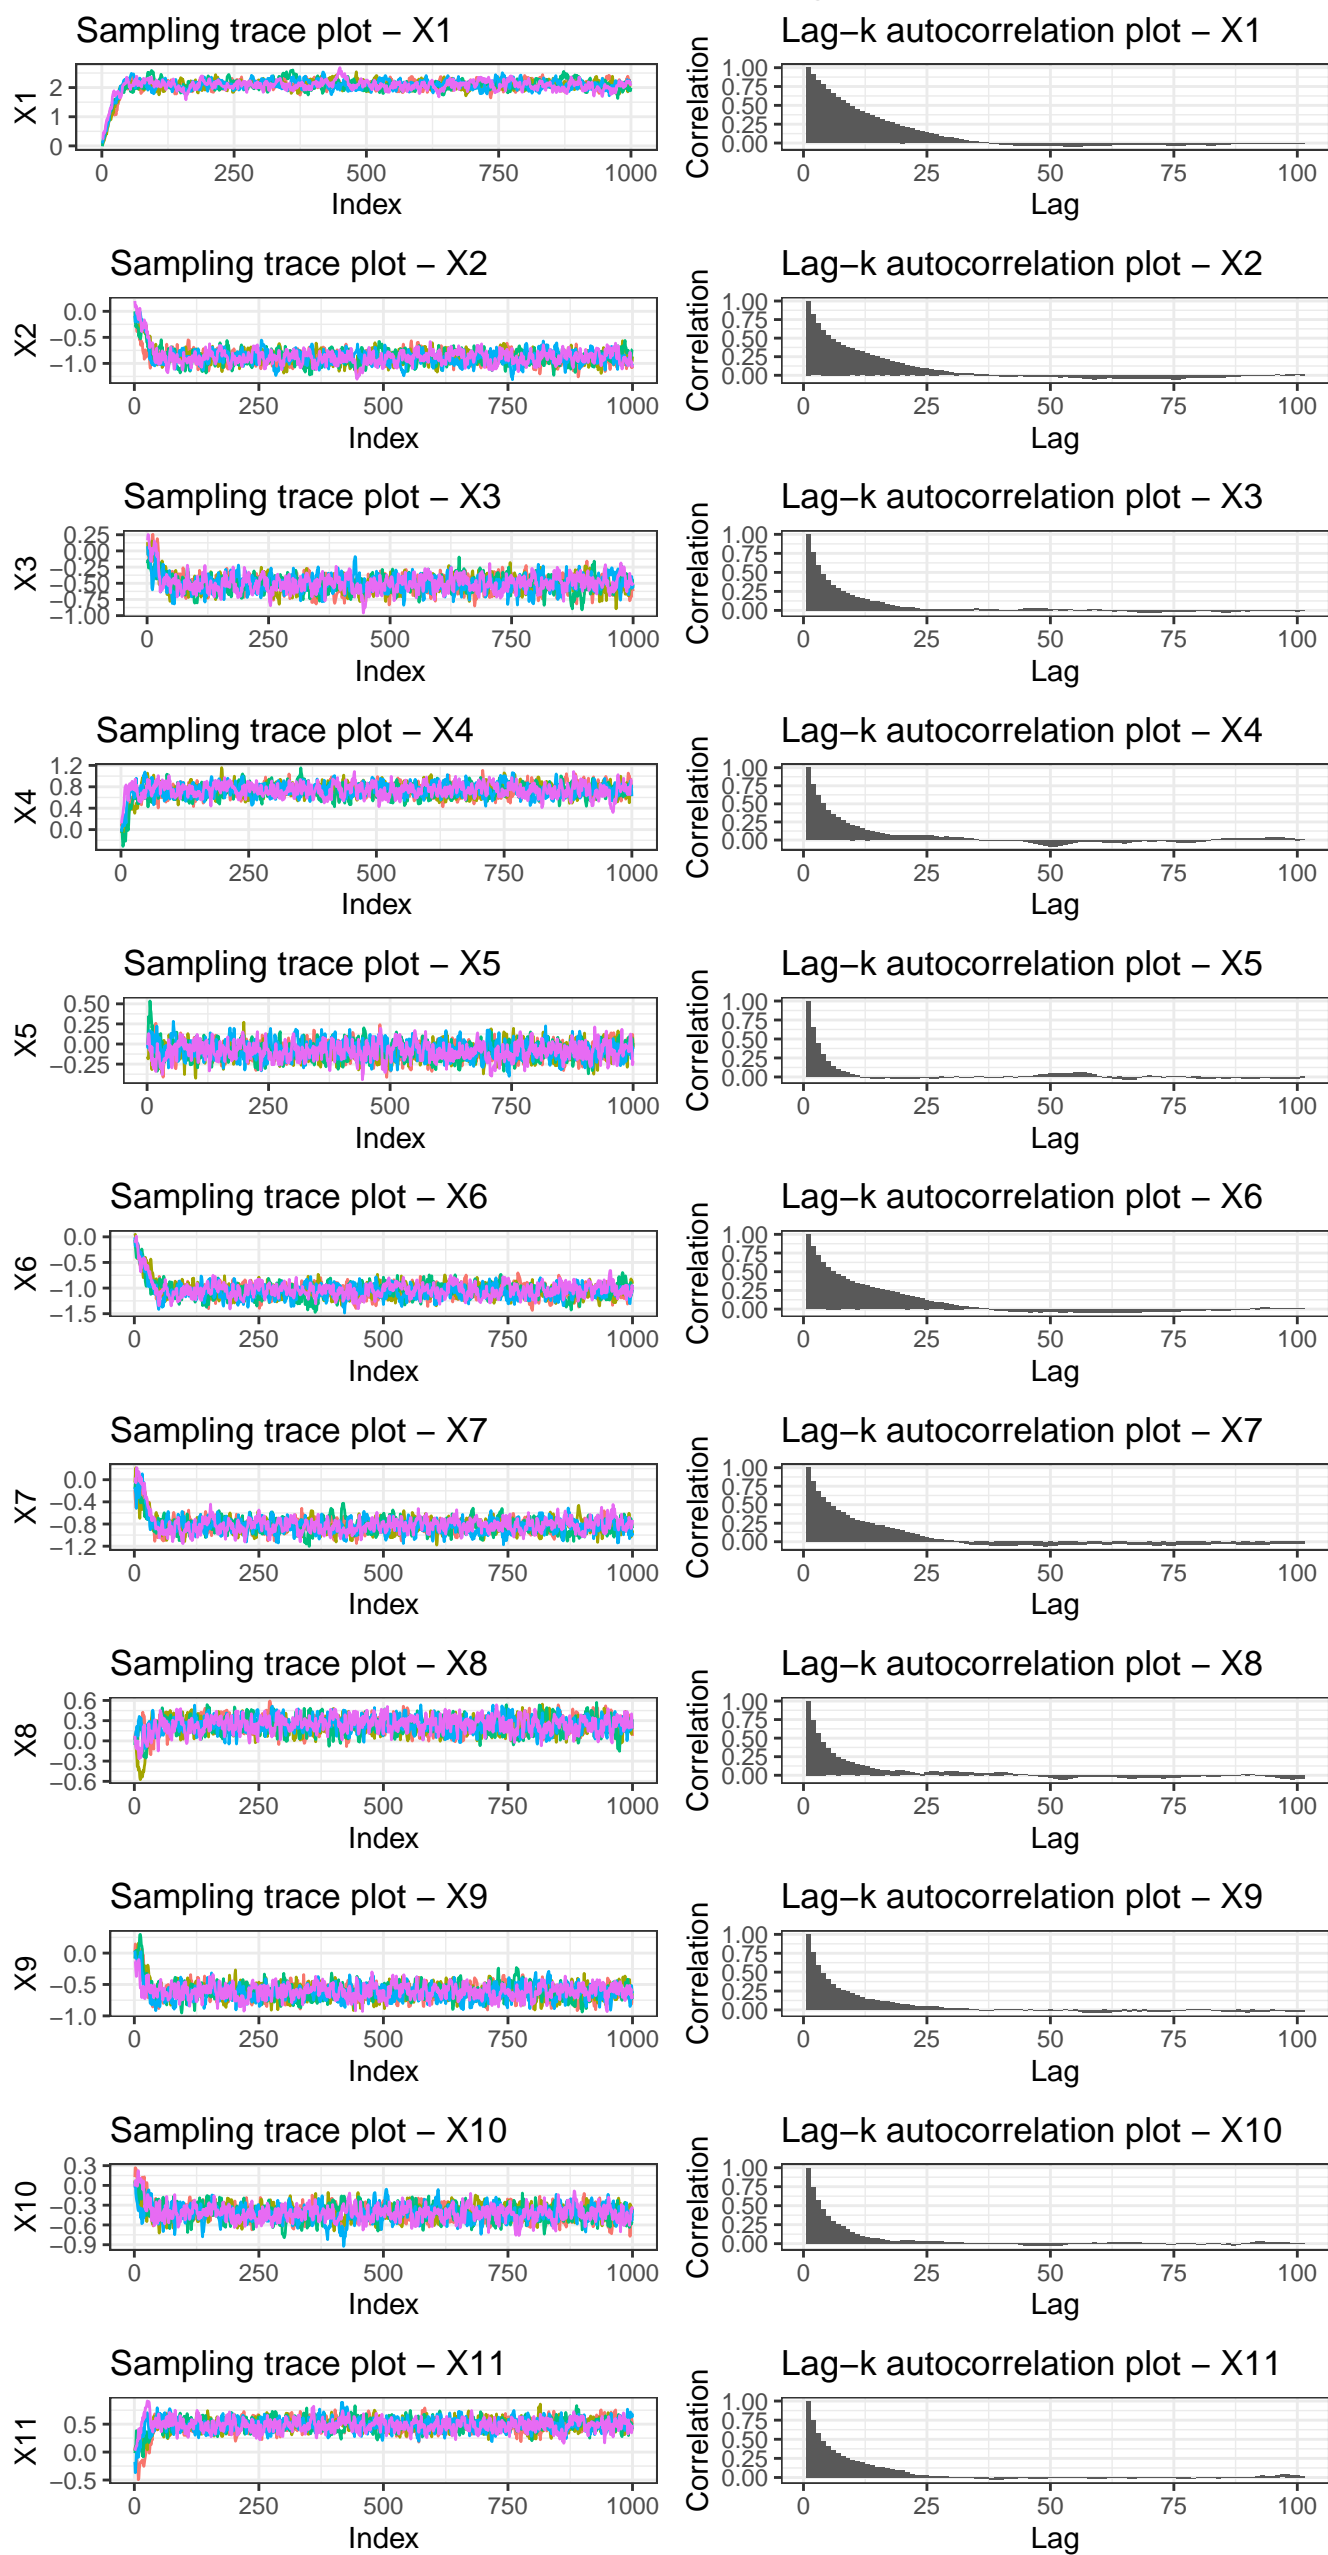 Sampling trace plot – X1
Lag−k autocorrelation plot – X1
X1
2
1
0
0 250 500 750 1000
Index
Correlation
1.00
0.75
0.50
0.25
0.00
0 25 50 75 100
Lag
Sampling trace plot – X2
Lag−k autocorrelation plot – X2
X2
0.0
−0.5
−1.0
0 250 500 750 1000
Index
Correlation
1.00
0.75
0.50
0.25
0.00
0 25 50 75 100
Lag
Sampling trace plot – X3
Lag−k autocorrelation plot – X3
X3
0.25
0.00
−0.25
−0.50
−0.75
−1.00
0 250 500 750 1000
Index
Correlation
1.00
0.75
0.50
0.25
0.00
0 25 50 75 100
Lag
Sampling trace plot – X4
Lag−k autocorrelation plot – X4
X4
1.2
0.8
0.4
0.0
0 250 500 750 1000
Index
Correlation
1.00
0.75
0.50
0.25
0.00
0 25 50 75 100
Lag
Sampling trace plot – X5
Lag−k autocorrelation plot – X5
X5
0.50
0.25
0.00
−0.25
0 250 500 750 1000
Index
Correlation
1.00
0.75
0.50
0.25
0.00
0 25 50 75 100
Lag
Sampling trace plot – X6
Lag−k autocorrelation plot – X6
X6
0.0
−0.5
−1.0
−1.5
0 250 500 750 1000
Index
Correlation
1.00
0.75
0.50
0.25
0.00
0 25 50 75 100
Lag
Sampling trace plot – X7
Lag−k autocorrelation plot – X7
X7
0.0
−0.4
−0.8
−1.2
0 250 500 750 1000
Index
Correlation
1.00
0.75
0.50
0.25
0.00
0 25 50 75 100
Lag
Sampling trace plot – X8
Lag−k autocorrelation plot – X8
X8
0.6
0.3
0.0
−0.3
−0.6
0 250 500 750 1000
Index
Correlation
1.00
0.75
0.50
0.25
0.00
0 25 50 75 100
Lag
Sampling trace plot – X9
Lag−k autocorrelation plot – X9
X9
0.0
−0.5
−1.0
0 250 500 750 1000
Index
Correlation
1.00
0.75
0.50
0.25
0.00
0 25 50 75 100
Lag
Sampling trace plot – X10
Lag−k autocorrelation plot – X10
X10
0.3
0.0
−0.3
−0.6
−0.9
0 250 500 750 1000
Index
Correlation
1.00
0.75
0.50
0.25
0.00
0 25 50 75 100
Lag
Sampling trace plot – X11
Lag−k autocorrelation plot – X11
X11
0.5
0.0
−0.5
0 250 500 750 1000
Index
Correlation
1.00
0.75
0.50
0.25
0.00
0 25 50 75 100
Lag